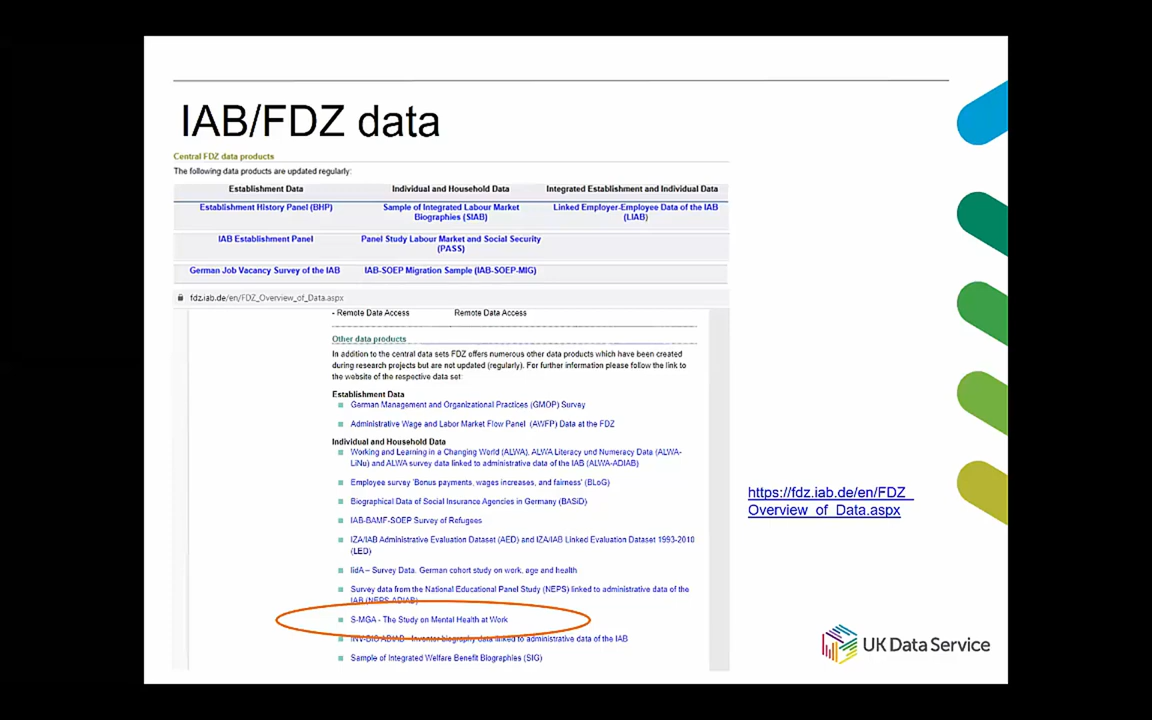 IAB/FDZ data
Central FDZ data products
The following data products are updated regularly:
Establishment Data Individual and Household Data Integrated Establishment and Individual Data
Establishment History Panel (BHP) Sample of Integrated Labour Market Biographies (SIAB) Linked Employer-Employee Data of the IAB (LIAB)
IAB Establishment Panel Panel Study Labour Market and Social Security (PASS)
German Job Vacancy Survey of the IAB IAB-SOEP Migration Sample (IAB-SOEP-MIG)
fdz.iab.de/en/FDZ_Overview_of_Data.aspx
- Remote Data Access Remote Data Access
Other data products
In addition to the central data sets FDZ offers numerous other data products which have been created
during research projects but are not updated (regularly). For further information please follow the link to
the website of the respective data set:
Establishment Data
German Management and Organizational Practices (GMOP) Survey
Administrative Wage and Labor Market Flow Panel (AWFP) Data at the FDZ
Individual and Household Data
Working and Learning in a Changing World (ALWA), ALWA Literacy und Numeracy Data (ALWA-
LiNu) and ALWA survey data linked to administrative data of the IAB (ALWA-ADIAB)
Employee survey 'Bonus payments, wages increases, and fairness' (BLoG)
Biographical Data of Social Insurance Agencies in Germany (BASiD)
IAB-BAMF-SOEP Survey of Refugees
IZA/IAB Administrative Evaluation Dataset (AED) and IZA/IAB Linked Evaluation Dataset 1993-2010
(LED)
lidA – Survey Data. German cohort study on work, age and health
Survey data from the National Educational Panel Study (NEPS) linked to administrative data of the
IAB (NEPS-ADIAB)
S-MGA - The Study on Mental Health at Work
INV-BIO ADIAB - Inventor biography data linked to administrative data of the IAB
Sample of Integrated Welfare Benefit Biographies (SIG)
https://fdz.iab.de/en/FDZ_
Overview_of_Data.aspx
UK Data Service